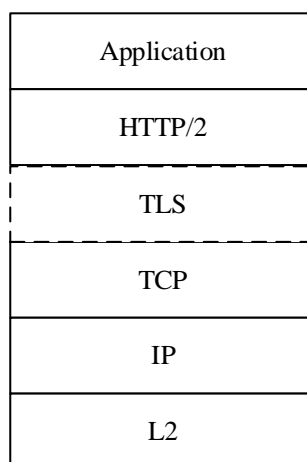 Application
HTTP/2
TLS
TCP
IP
L2